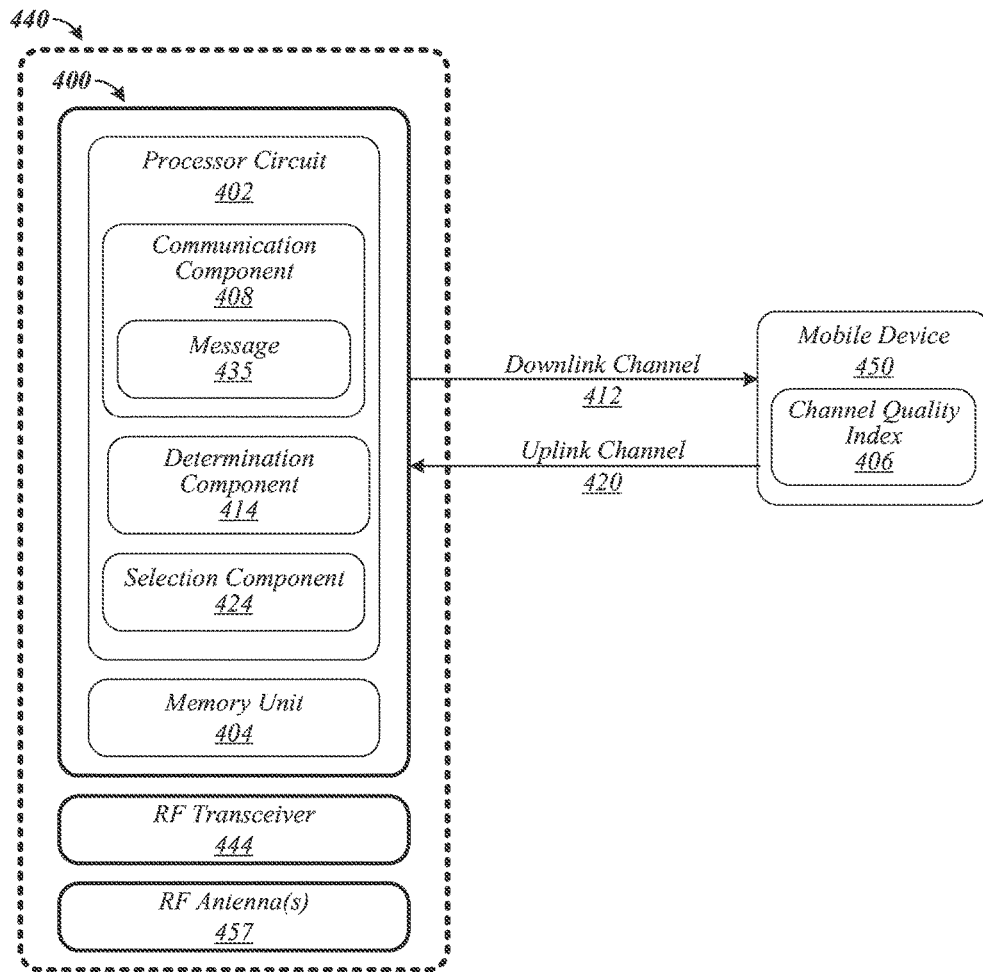 440
400
Processor Circuit
402
Communication
Component
408
Message
435
Determination
Component
414
Selection Component
424
Memory Unit
404
RF Transceiver
444
RF Antenna(s)
457
Downlink Channel
412
Uplink Channel
420
Mobile Device
450
Channel Quality
Index
406